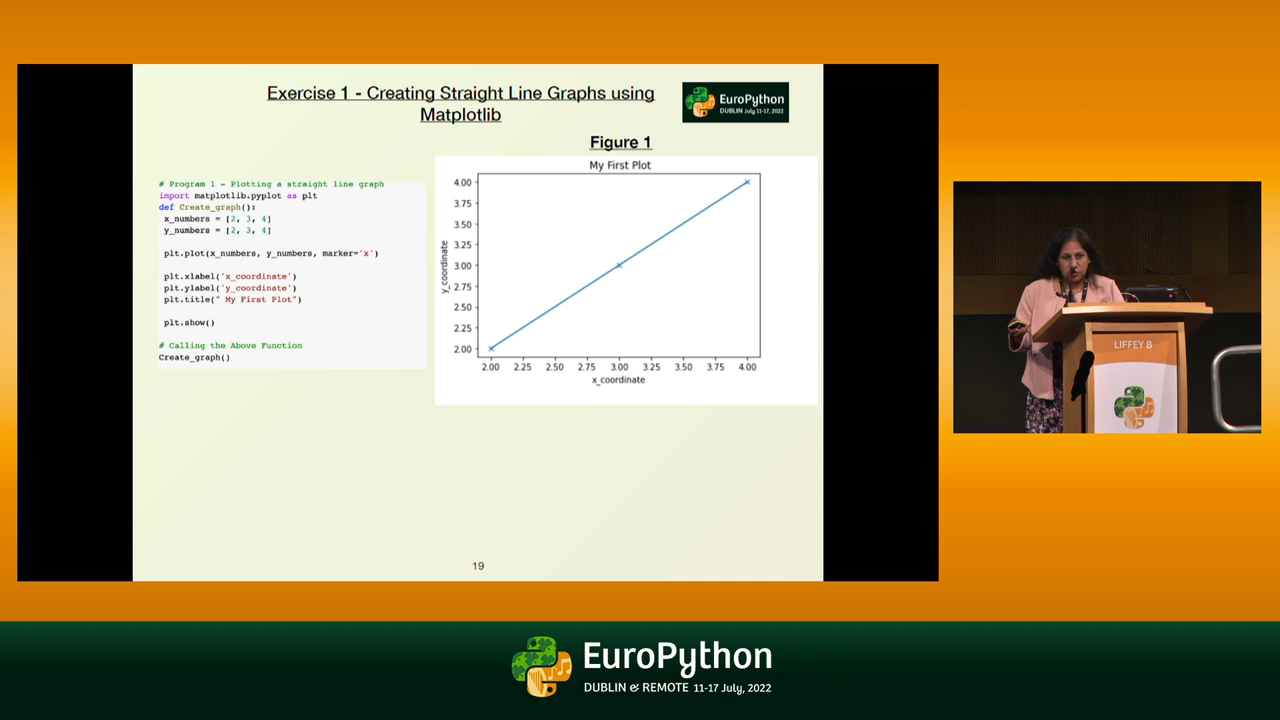 Exercise 1 - Creating Straight Line Graphs using
Matplotlib
EuroPython
DUBLIN July 11-17, 2022
Figure 1
# Program 1 - Plotting a straight line graph
import matplotlib.pyplot as plt
def Create_graph():
x_numbers = [2, 3, 4]
y_numbers = [2, 3, 4]
plt.plot(x_numbers, y_numbers, marker='x')
plt.xlabel('x_coordinate')
plt.ylabel('y_coordinate')
plt.title(" My First Plot")
plt.show()
# Calling the Above Function
Create_graph()
My First Plot
y_coordinate
4.00
3.75
3.50
3.25
3.00
2.75
2.50
2.25
2.00
2.00 2.25 2.50 2.75 3.00 3.25 3.50 3.75 4.00
x_coordinate
19
LIFFEY B
EuroPython
DUBLIN & REMOTE 11-17 July, 2022